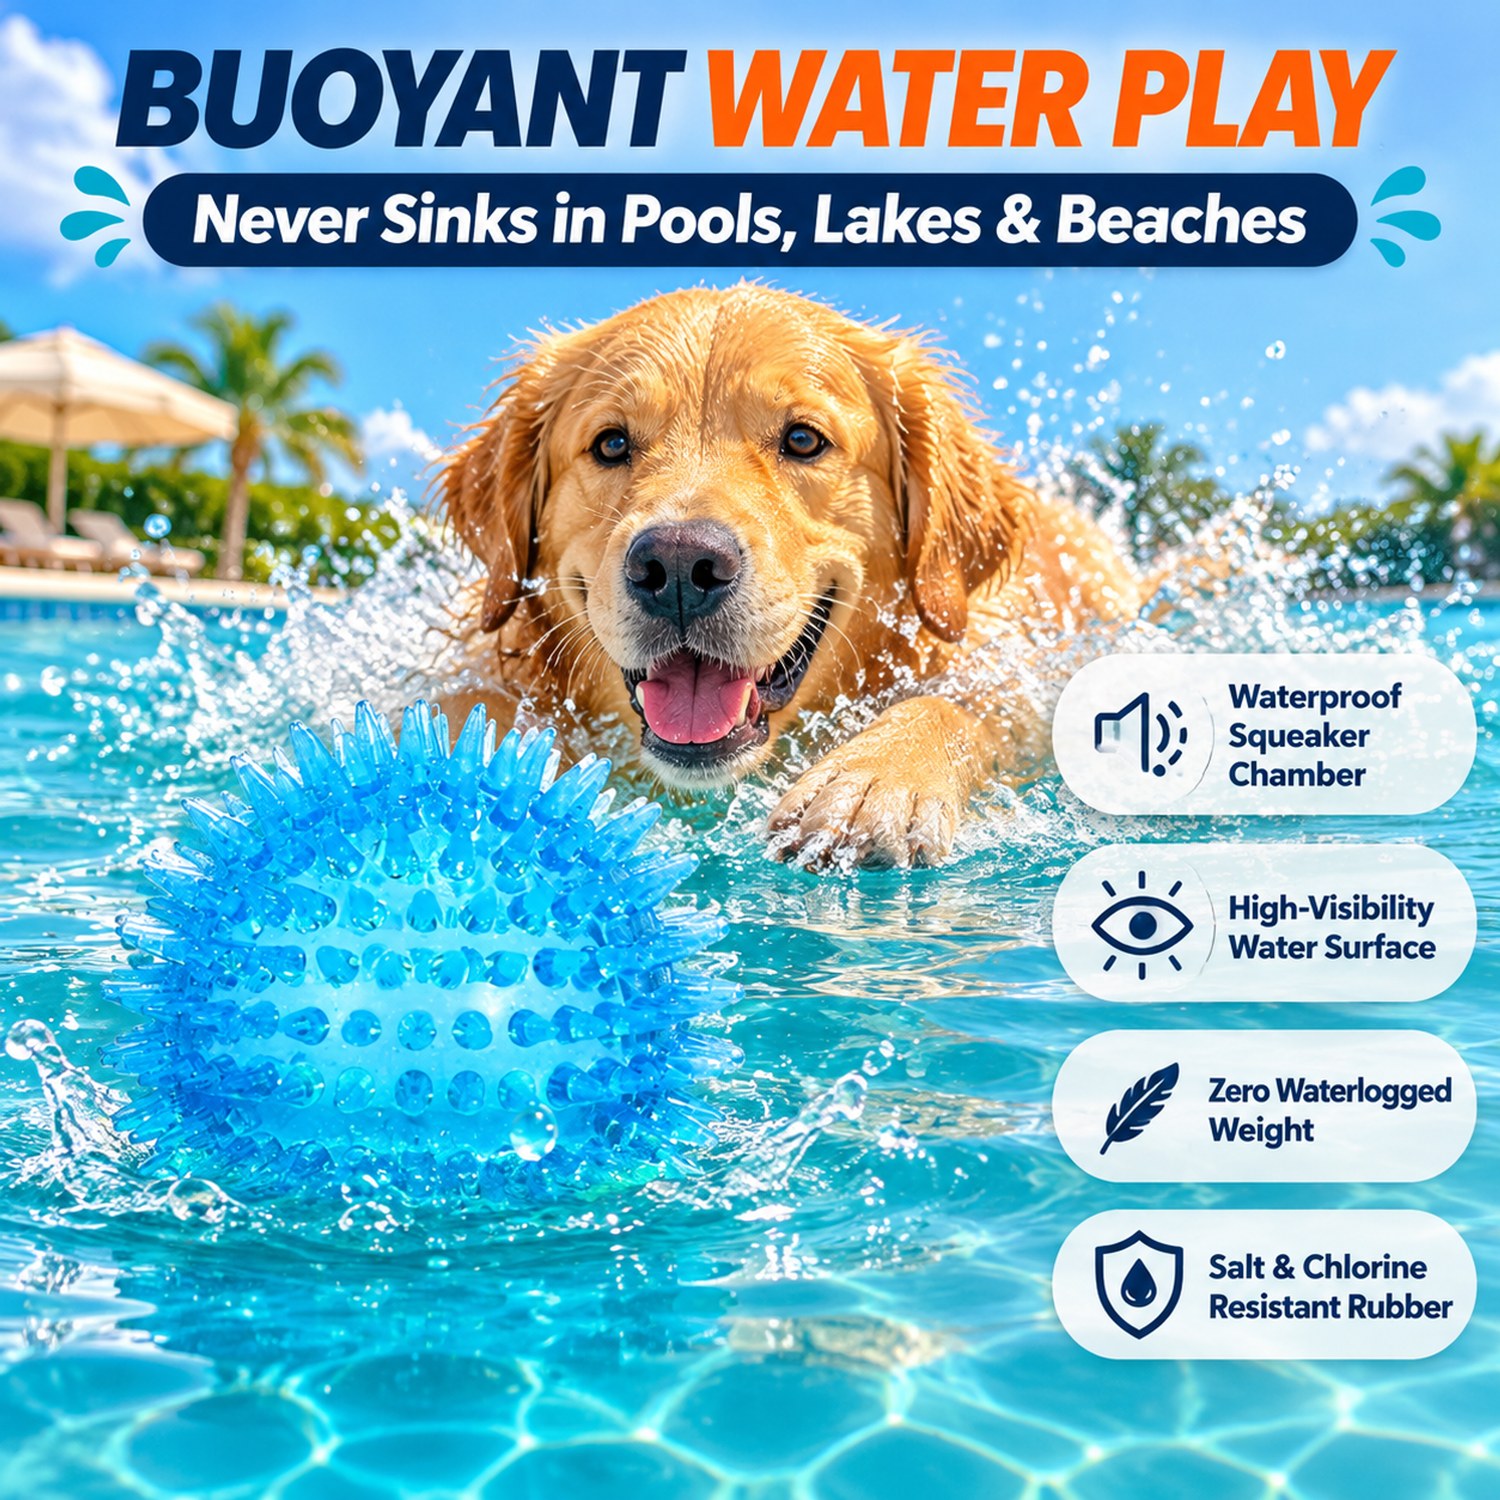 BUOYANT WATER PLAY
Never Sinks in Pools, Lakes & Beaches
Waterproof
Squeaker
Chamber
High-Visibility
Water Surface
Zero Waterlogged
Weight
Salt & Chlorine
Resistant Rubber